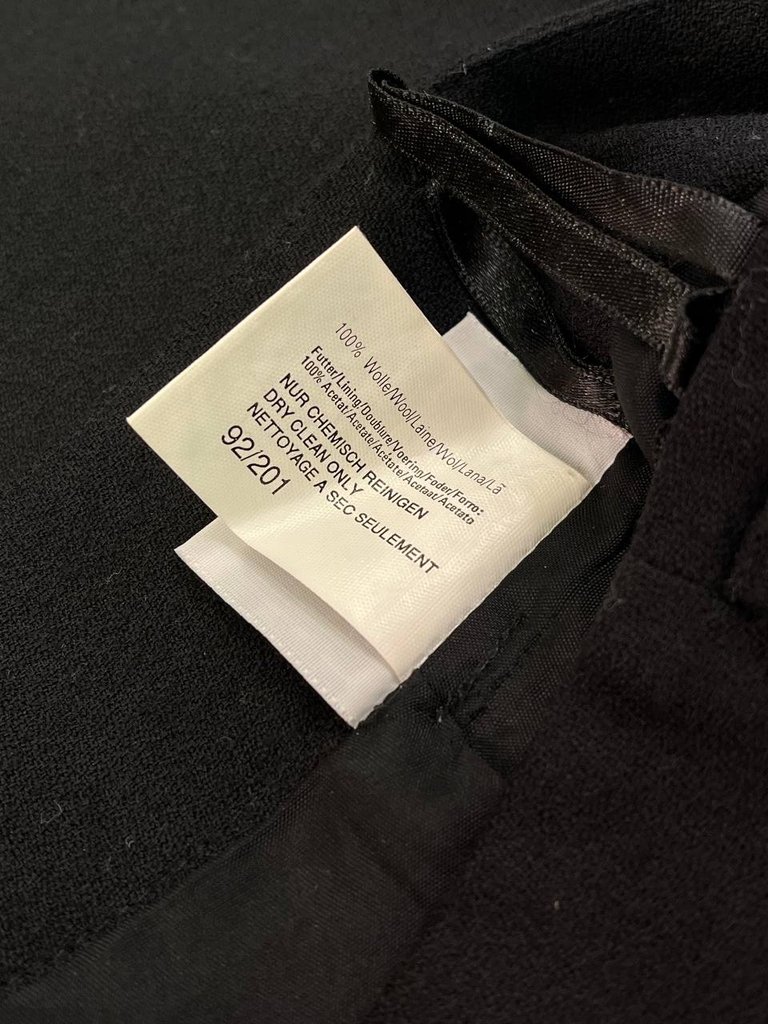 100% Wolle/Wool/Laine/Wol/Lana/Lã
Futter/Lining/Doublure/Voering/Foder/Forro:
100% Acetat/Acetate/Acétate/Acetaat/Acetato
NUR CHEMISCH REINIGEN
DRY CLEAN ONLY
NETTOYAGE A SEC SEULEMENT
92/201